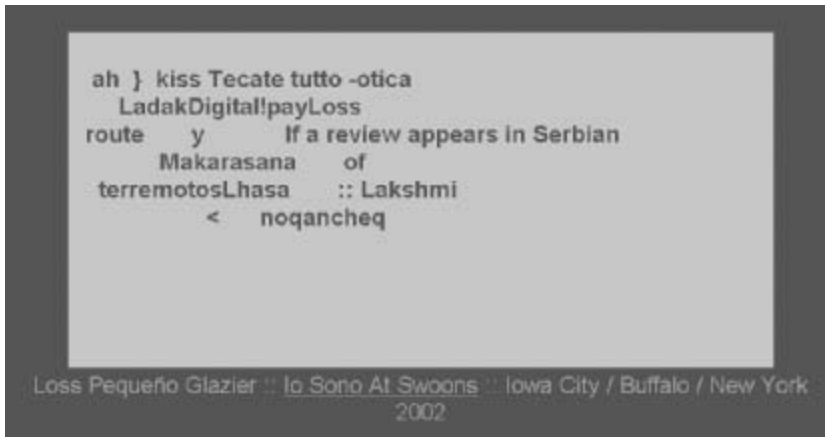 ah } kiss Tecate tutto -otica
LadakDigital!payLoss
route y If a review appears in Serbian
Makarasana of
terremotosLhasa :: Lakshmi
< noqancheq
Loss Pequeño Glazier :: Io Sono At Swoons :: Iowa City / Buffalo / New York
2002